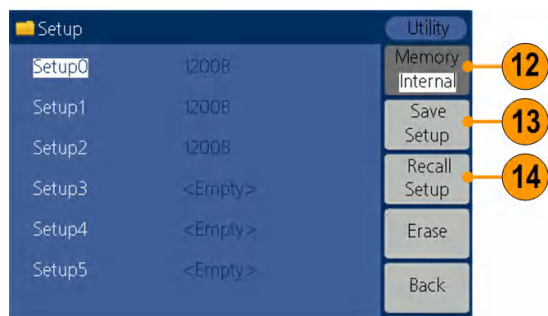 Setup
Utility
Setup0 1200B
Setup1 1200B
Setup2 1200B
Setup3 <Empty>
Setup4 <Empty>
Setup5 <Empty>
Memory
Internal
Save
Setup
Recall
Setup
Erase
Back
12
13
14